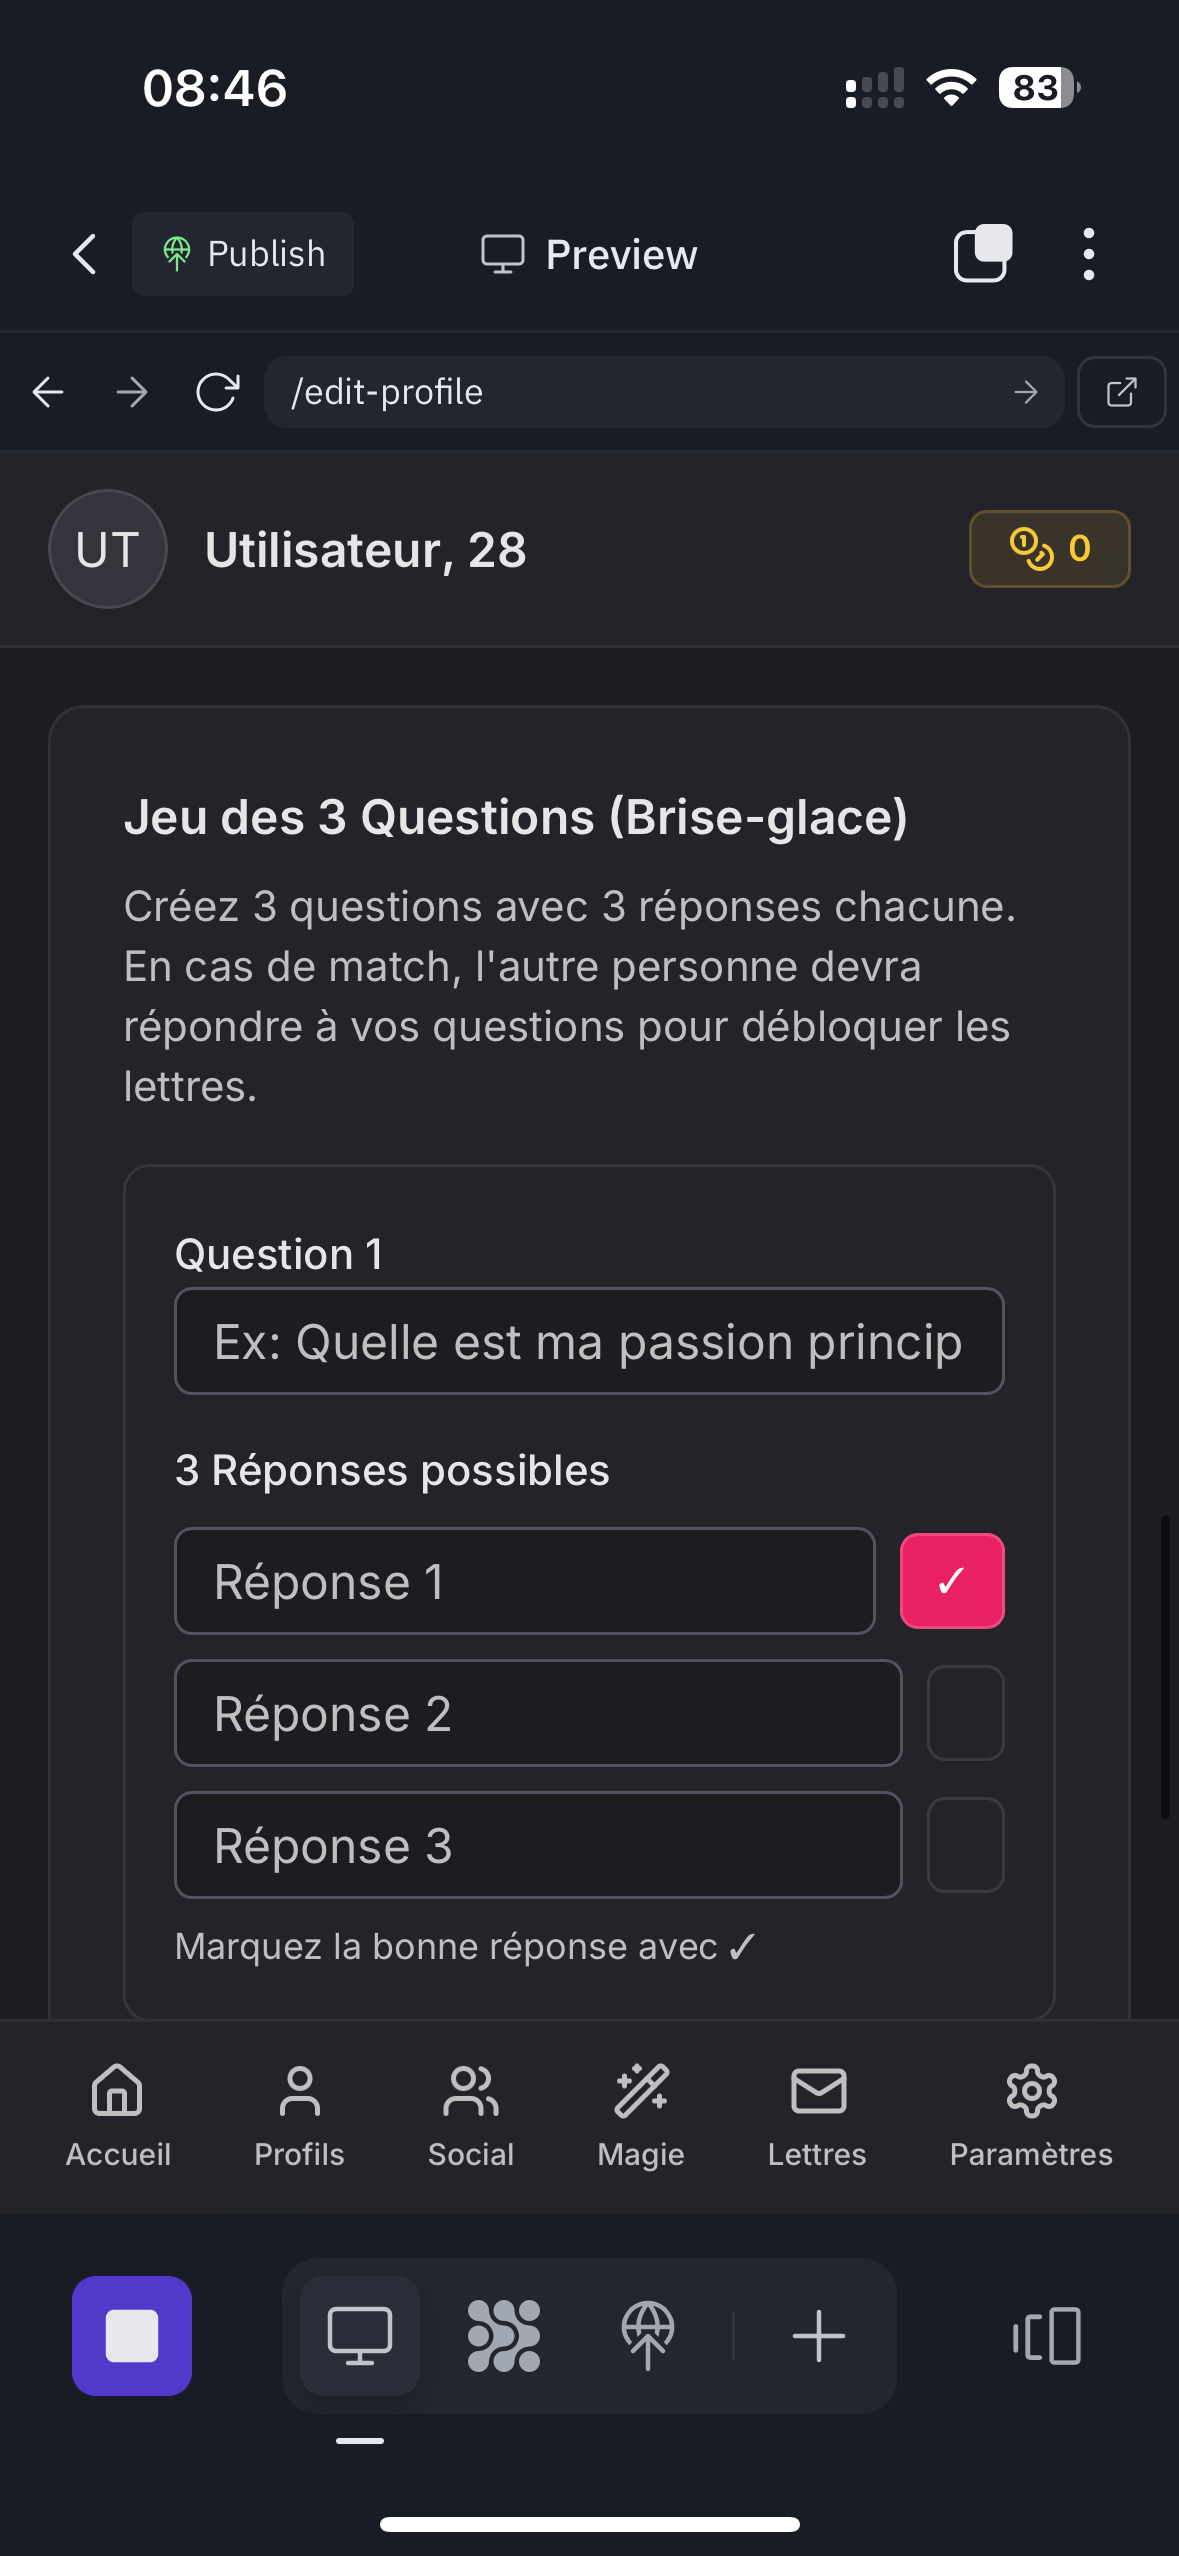 08:46
83
Publish
Preview
/edit-profile
UT
Utilisateur, 28
0
Jeu des 3 Questions (Brise-glace)
Créez 3 questions avec 3 réponses chacune.
En cas de match, l'autre personne devra
répondre à vos questions pour débloquer les
lettres.
Question 1
Ex: Quelle est ma passion princip
3 Réponses possibles
Réponse 1
✓
Réponse 2
Réponse 3
Marquez la bonne réponse avec ✓
Accueil
Profils
Social
Magie
Lettres
Paramètres